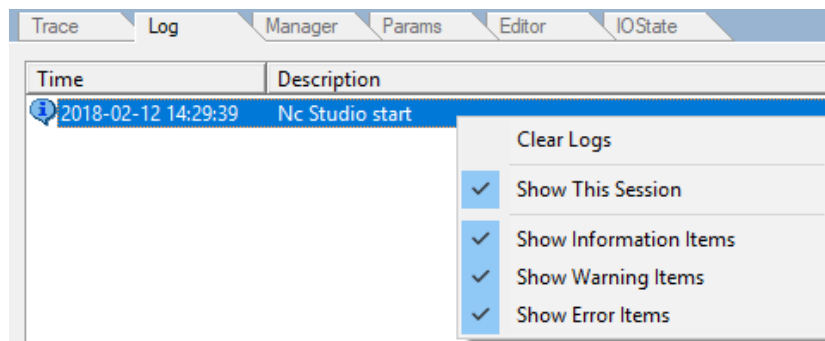 Trace Log Manager Params Editor IOState
Time Description
2018-02-12 14:29:39 Nc Studio start
Clear Logs
Show This Session
Show Information Items
Show Warning Items
Show Error Items